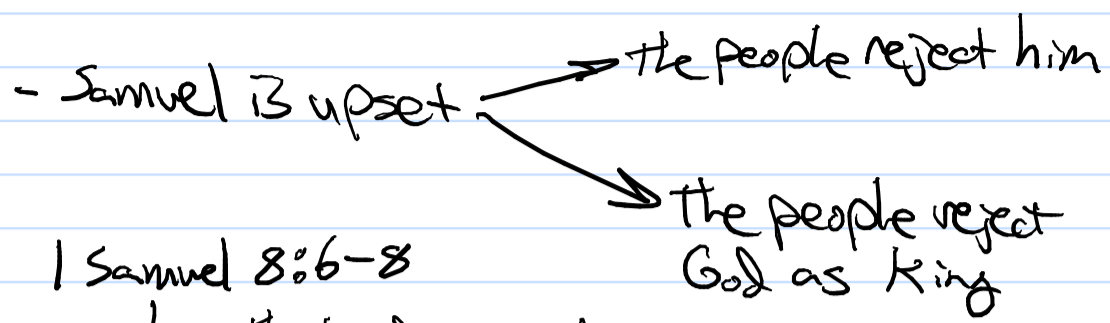 - Samuel is upset
the people reject him
the people reject
God as King
1 Samuel 8:6-8